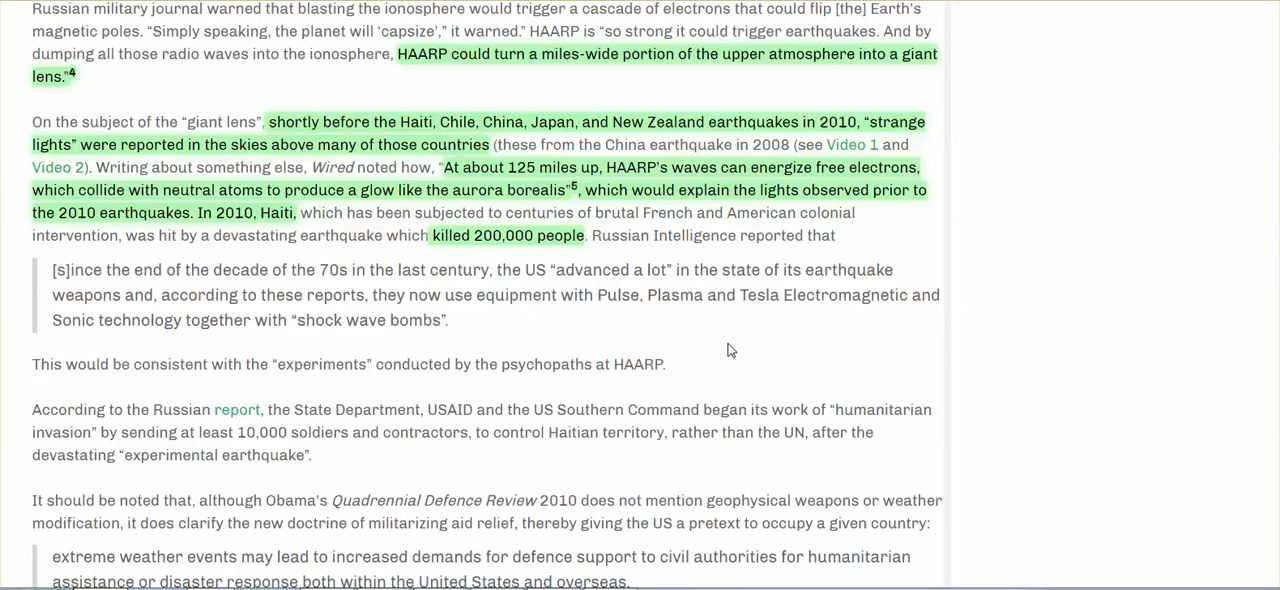 Russian military journal warned that blasting the ionosphere would trigger a cascade of electrons that could flip [the] Earth’s
magnetic poles. “Simply speaking, the planet will ‘capsize’,” it warned.” HAARP is “so strong it could trigger earthquakes. And by
dumping all those radio waves into the ionosphere, HAARP could turn a miles-wide portion of the upper atmosphere into a giant
lens.”4
On the subject of the “giant lens”, shortly before the Haiti, Chile, China, Japan, and New Zealand earthquakes in 2010, “strange
lights” were reported in the skies above many of those countries (these from the China earthquake in 2008 (see Video 1 and
Video 2). Writing about something else, Wired noted how, “At about 125 miles up, HAARP’s waves can energize free electrons,
which collide with neutral atoms to produce a glow like the aurora borealis”5, which would explain the lights observed prior to
the 2010 earthquakes. In 2010, Haiti, which has been subjected to centuries of brutal French and American colonial
intervention, was hit by a devastating earthquake which killed 200,000 people. Russian Intelligence reported that
[s]ince the end of the decade of the 70s in the last century, the US “advanced a lot” in the state of its earthquake
weapons and, according to these reports, they now use equipment with Pulse, Plasma and Tesla Electromagnetic and
Sonic technology together with “shock wave bombs”.
This would be consistent with the “experiments” conducted by the psychopaths at HAARP.
According to the Russian report, the State Department, USAID and the US Southern Command began its work of “humanitarian
invasion” by sending at least 10,000 soldiers and contractors, to control Haitian territory, rather than the UN, after the
devastating “experimental earthquake”.
It should be noted that, although Obama’s Quadrennial Defence Review 2010 does not mention geophysical weapons or weather
modification, it does clarify the new doctrine of militarizing aid relief, thereby giving the US a pretext to occupy a given country:
extreme weather events may lead to increased demands for defence support to civil authorities for humanitarian
assistance or disaster response both within the United States and overseas.